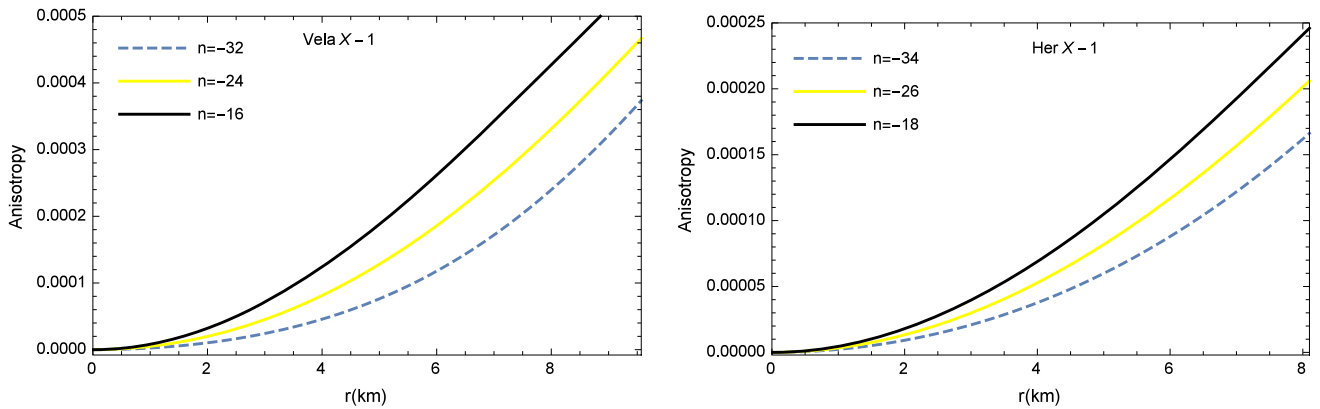 0.0005
0.0004
0.0003
0.0002
0.0001
0.0000
Anisotropy
Vela X-1
n=-32
n=-24
n=-16
0 2 4 6 8
r(km)
0.00025
0.00020
0.00015
0.00010
0.00005
0.00000
Anisotropy
Her X-1
n=-34
n=-26
n=-18
0 2 4 6 8
r(km)